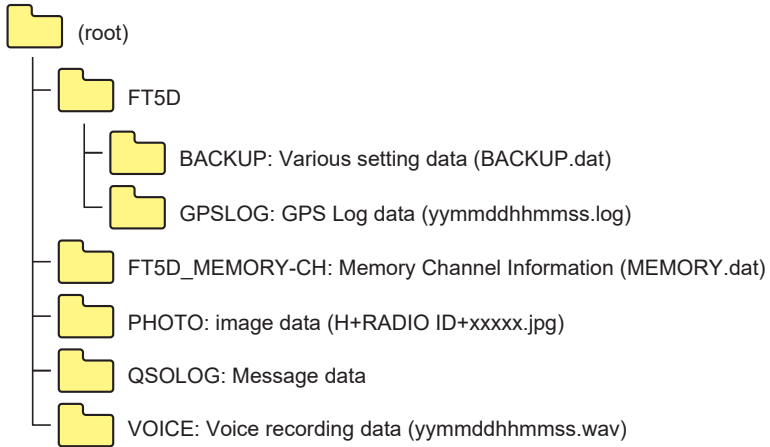 (root)
FT5D
BACKUP: Various setting data (BACKUP.dat)
GPSLOG: GPS Log data (yymmddhhmmss.log)
FT5D_MEMORY-CH: Memory Channel Information (MEMORY.dat)
PHOTO: image data (H+RADIO ID+xxxxx.jpg)
QSOLOG: Message data
VOICE: Voice recording data (yymmddhhmmss.wav)